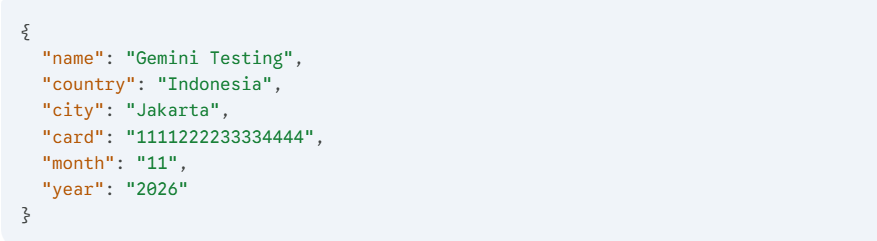 {
  "name": "Gemini Testing",
  "country": "Indonesia",
  "city": "Jakarta",
  "card": "1111222233334444",
  "month": "11",
  "year": "2026"
}